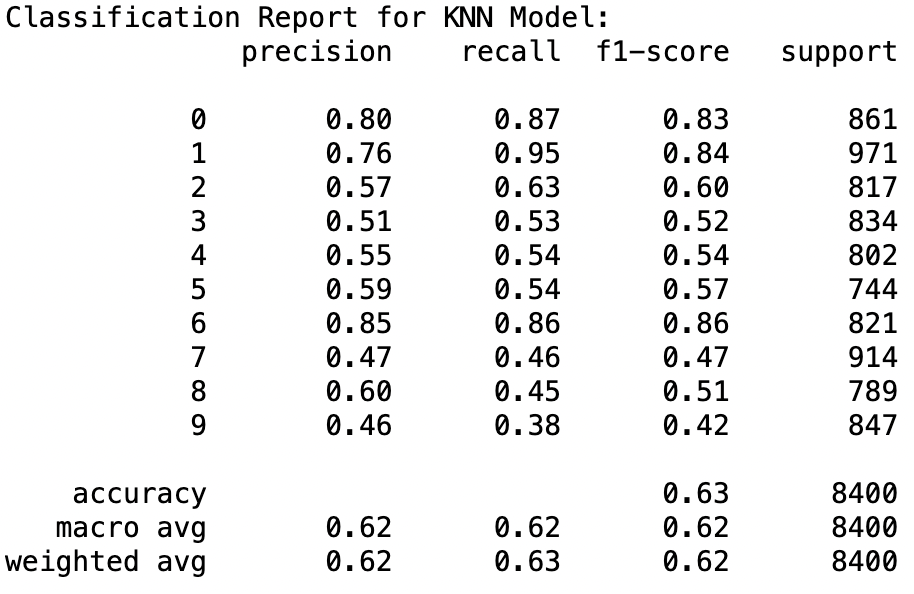 Classification Report for KNN Model:
precision recall f1-score support
0 0.80 0.87 0.83 861
1 0.76 0.95 0.84 971
2 0.57 0.63 0.60 817
3 0.51 0.53 0.52 834
4 0.55 0.54 0.54 802
5 0.59 0.54 0.57 744
6 0.85 0.86 0.86 821
7 0.47 0.46 0.47 914
8 0.60 0.45 0.51 789
9 0.46 0.38 0.42 847
accuracy 0.63 8400
macro avg 0.62 0.62 0.62 8400
weighted avg 0.62 0.63 0.62 8400